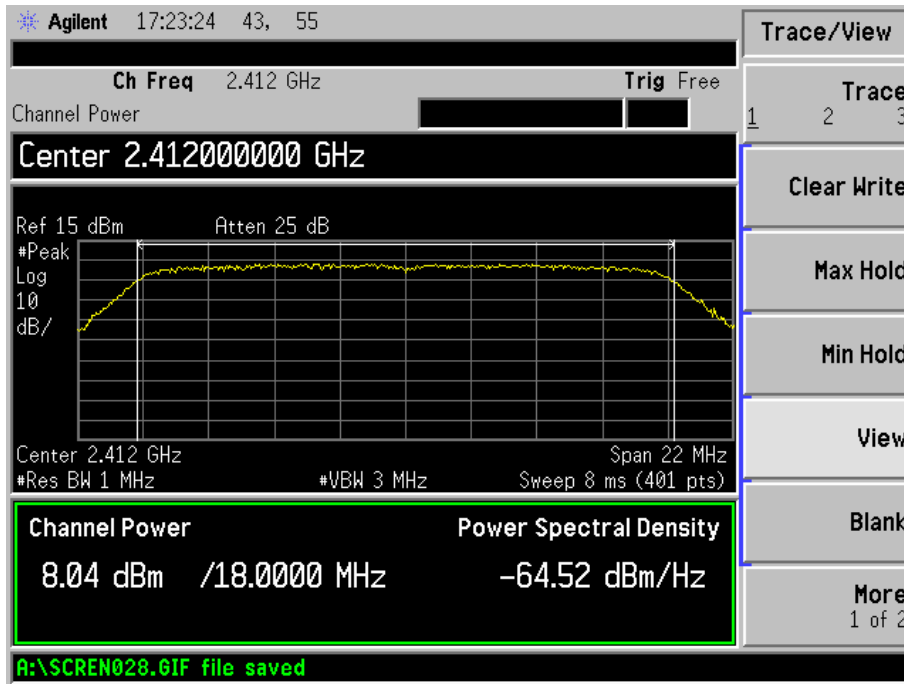 Agilent 17:23:24 43, 55
Trace/View
Ch Freq 2.412 GHz Trig Free
Channel Power
Trace
1 2 3
Center 2.412000000 GHz
Clear Write
Ref 15 dBm Atten 25 dB
#Peak
Log
10
dB/
Max Hold
Min Hold
View
Center 2.412 GHz Span 22 MHz
#Res BW 1 MHz #VBW 3 MHz Sweep 8 ms (401 pts)
Blank
Channel Power Power Spectral Density
8.04 dBm /18.0000 MHz -64.52 dBm/Hz
More
1 of 2
A:\SCREN028.GIF file saved